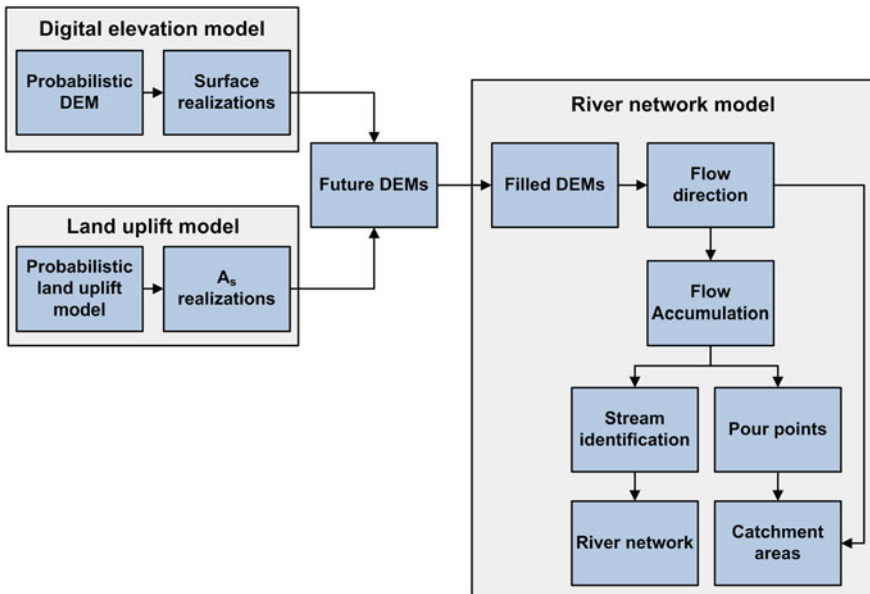 Digital elevation model
Probabilistic
DEM
Surface
realizations
Land uplift model
Probabilistic
land uplift
model
As
realizations
Future DEMs
River network model
Filled DEMs
Flow
direction
Flow
Accumulation
Stream
identification
Pour points
River network
Catchment
areas